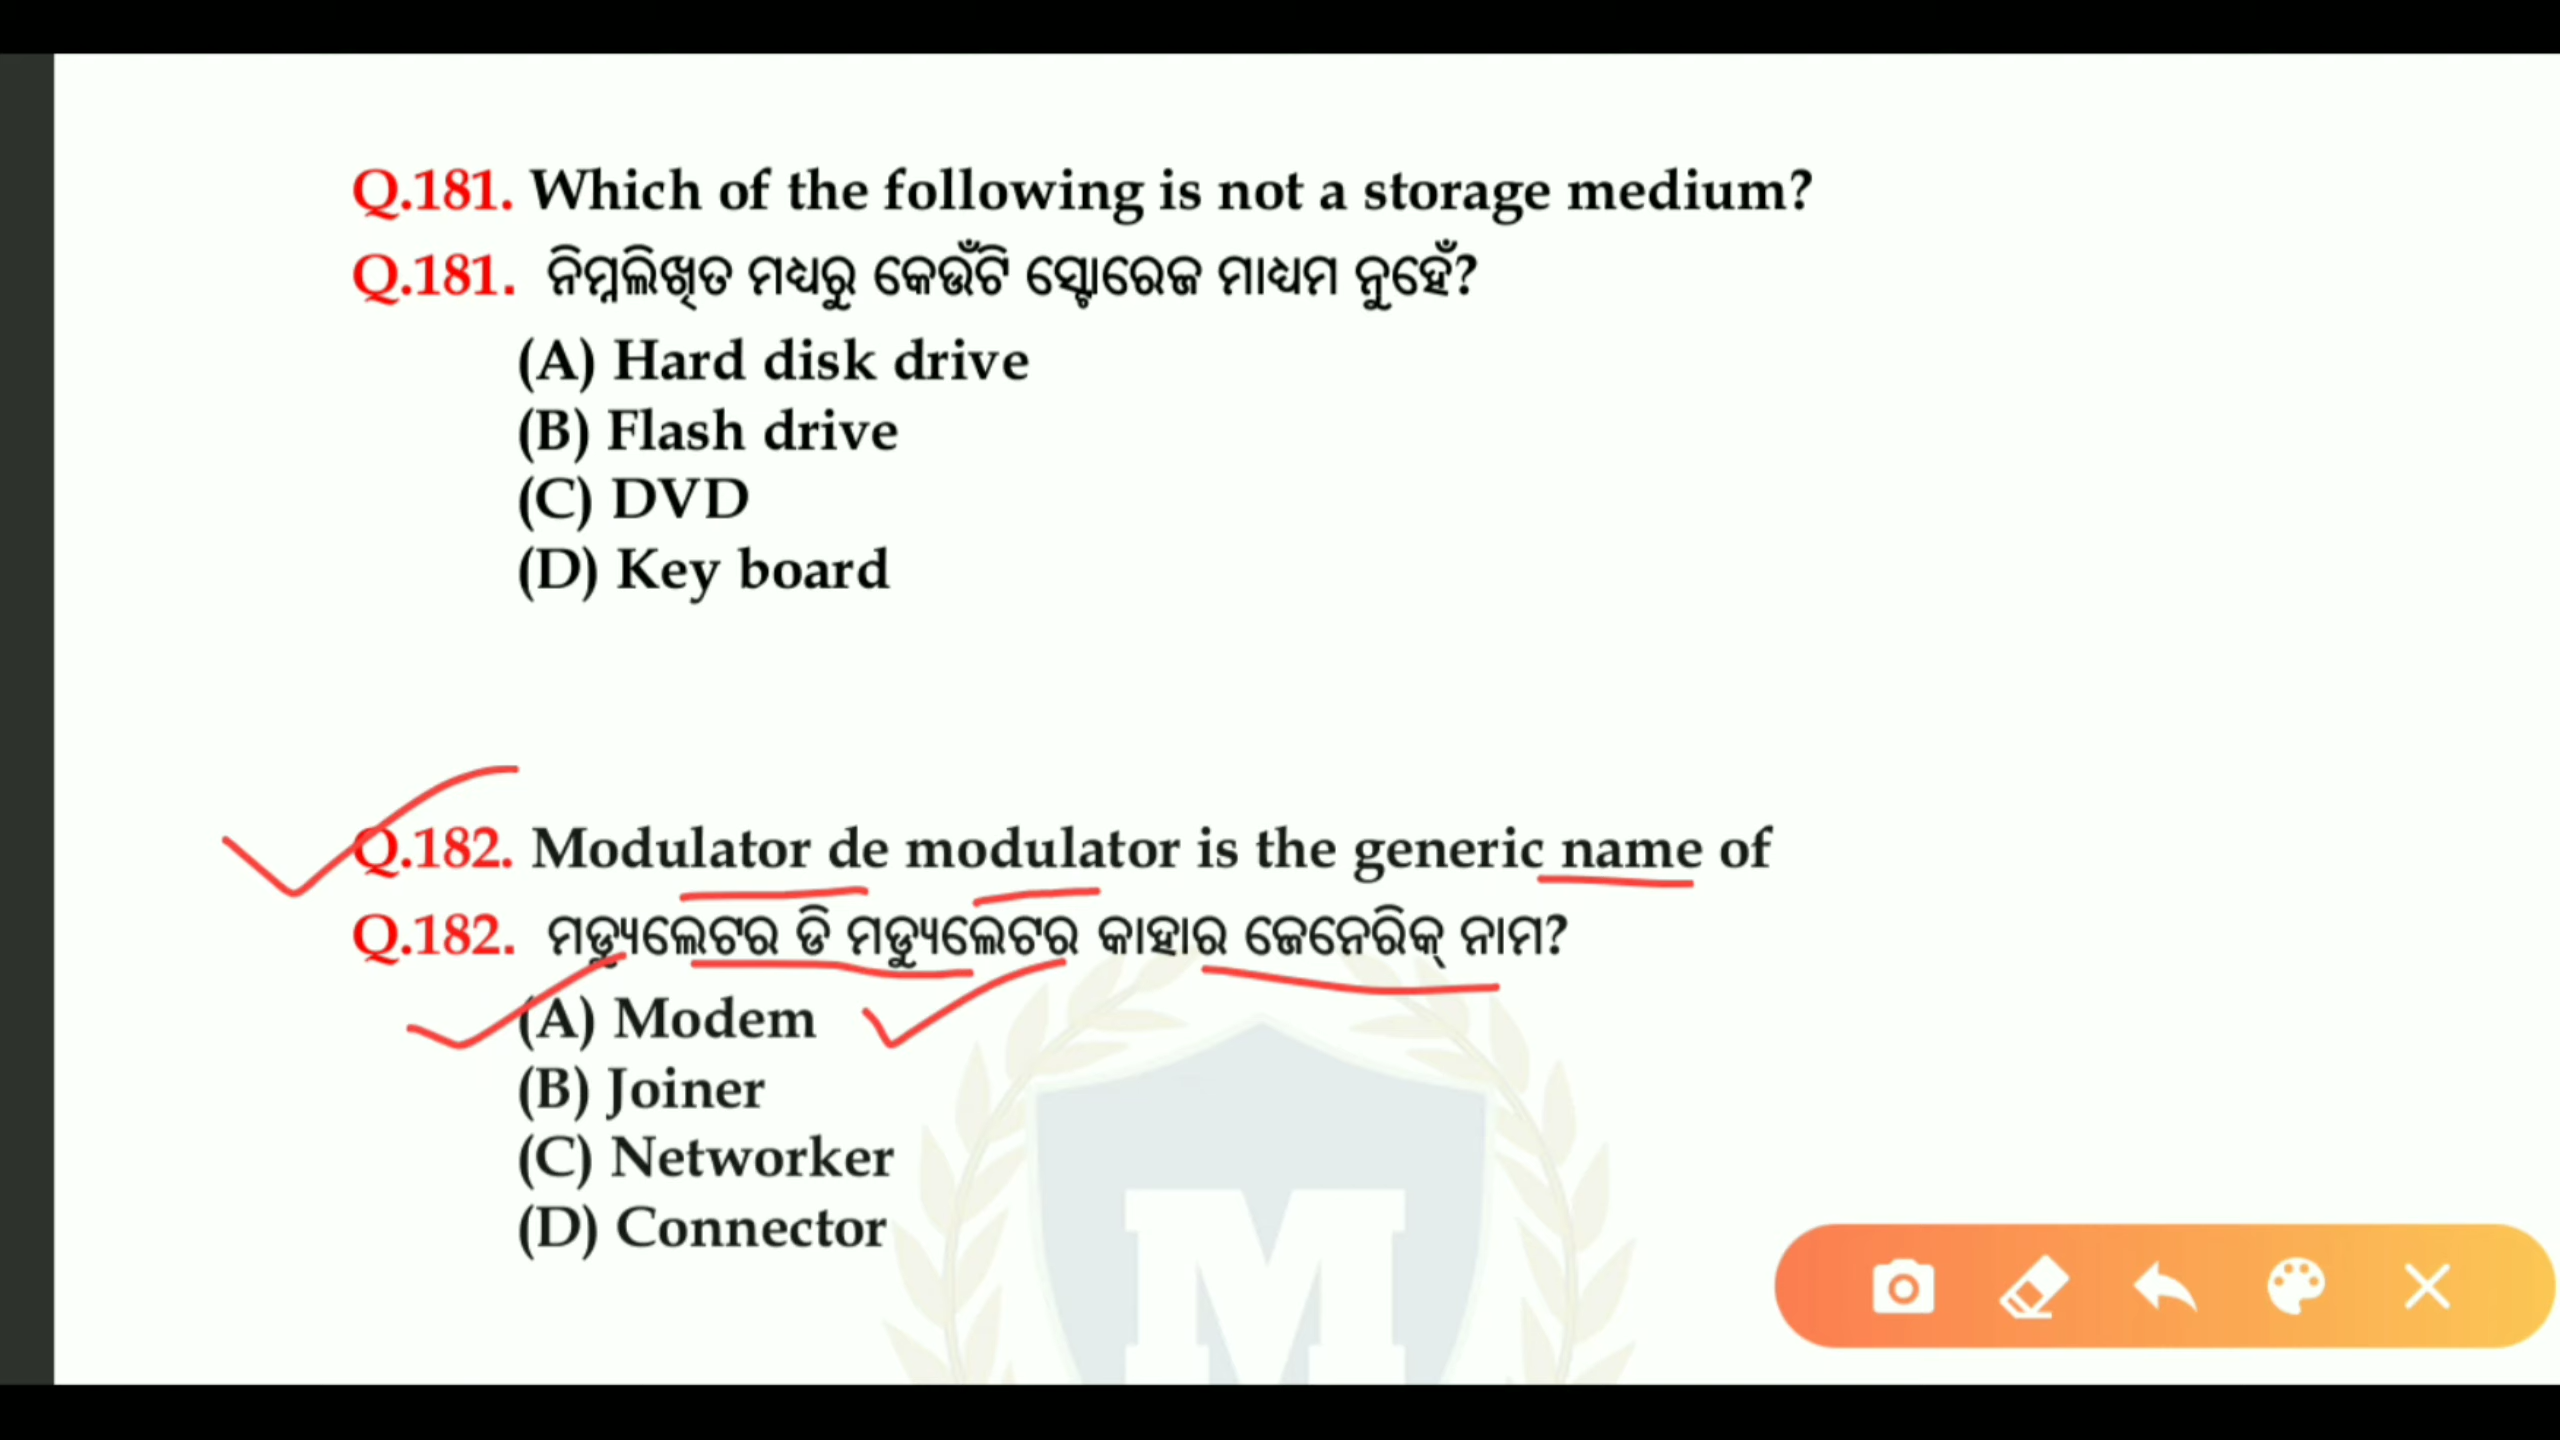 Q.181. Which of the following is not a storage medium?
Q.181. ନିମ୍ନଲିଖିତ ମଧ୍ୟରୁ କେଉଁଟି ସ୍ଟୋରେଜ ମାଧ୍ୟମ ନୁହେଁ?
(A) Hard disk drive
(B) Flash drive
(C) DVD
(D) Key board
Q.182. Modulator de modulator is the generic name of
Q.182. ମଡ୍ୟୁଲେଟର ଡି ମଡ୍ୟୁଲେଟର କାହାର ଜେନେରିକ୍ ନାମ?
(A) Modem
(B) Joiner
(C) Networker
(D) Connector
M